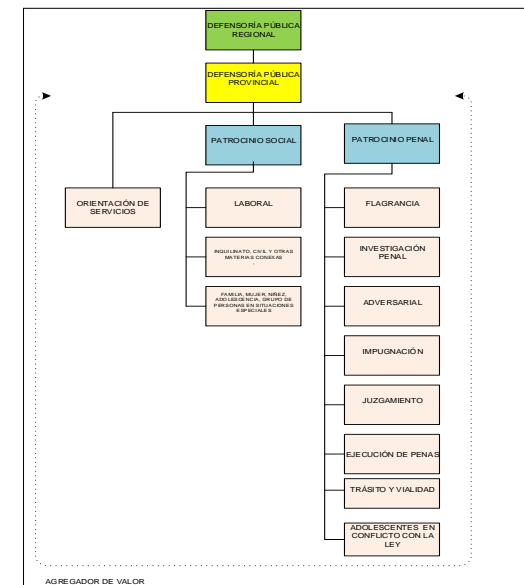 DEFENSORÍA PÚBLICA
REGIONAL
DEFENSORÍA PÚBLICA
PROVINCIAL
PATROCINIO SOCIAL
PATROCINIO PENAL
ORIENTACIÓN DE
SERVICIOS
LABORAL
INQUILINATO, CIVIL Y OTRAS
MATERIAS CONEXAS
.
FAMILIA, MUJER, NIÑEZ,
ADOLESCENCIA, GRUPO DE
PERSONAS EN SITUACIONES
ESPECIALES
FLAGRANCIA
INVESTIGACIÓN
PENAL
ADVERSARIAL
IMPUGNACIÓN
JUZGAMIENTO
EJECUCIÓN DE PENAS
TRÁSITO Y VIALIDAD
ADOLESCENTES EN
CONFLICTO CON LA
LEY
AGREGADOR DE VALOR